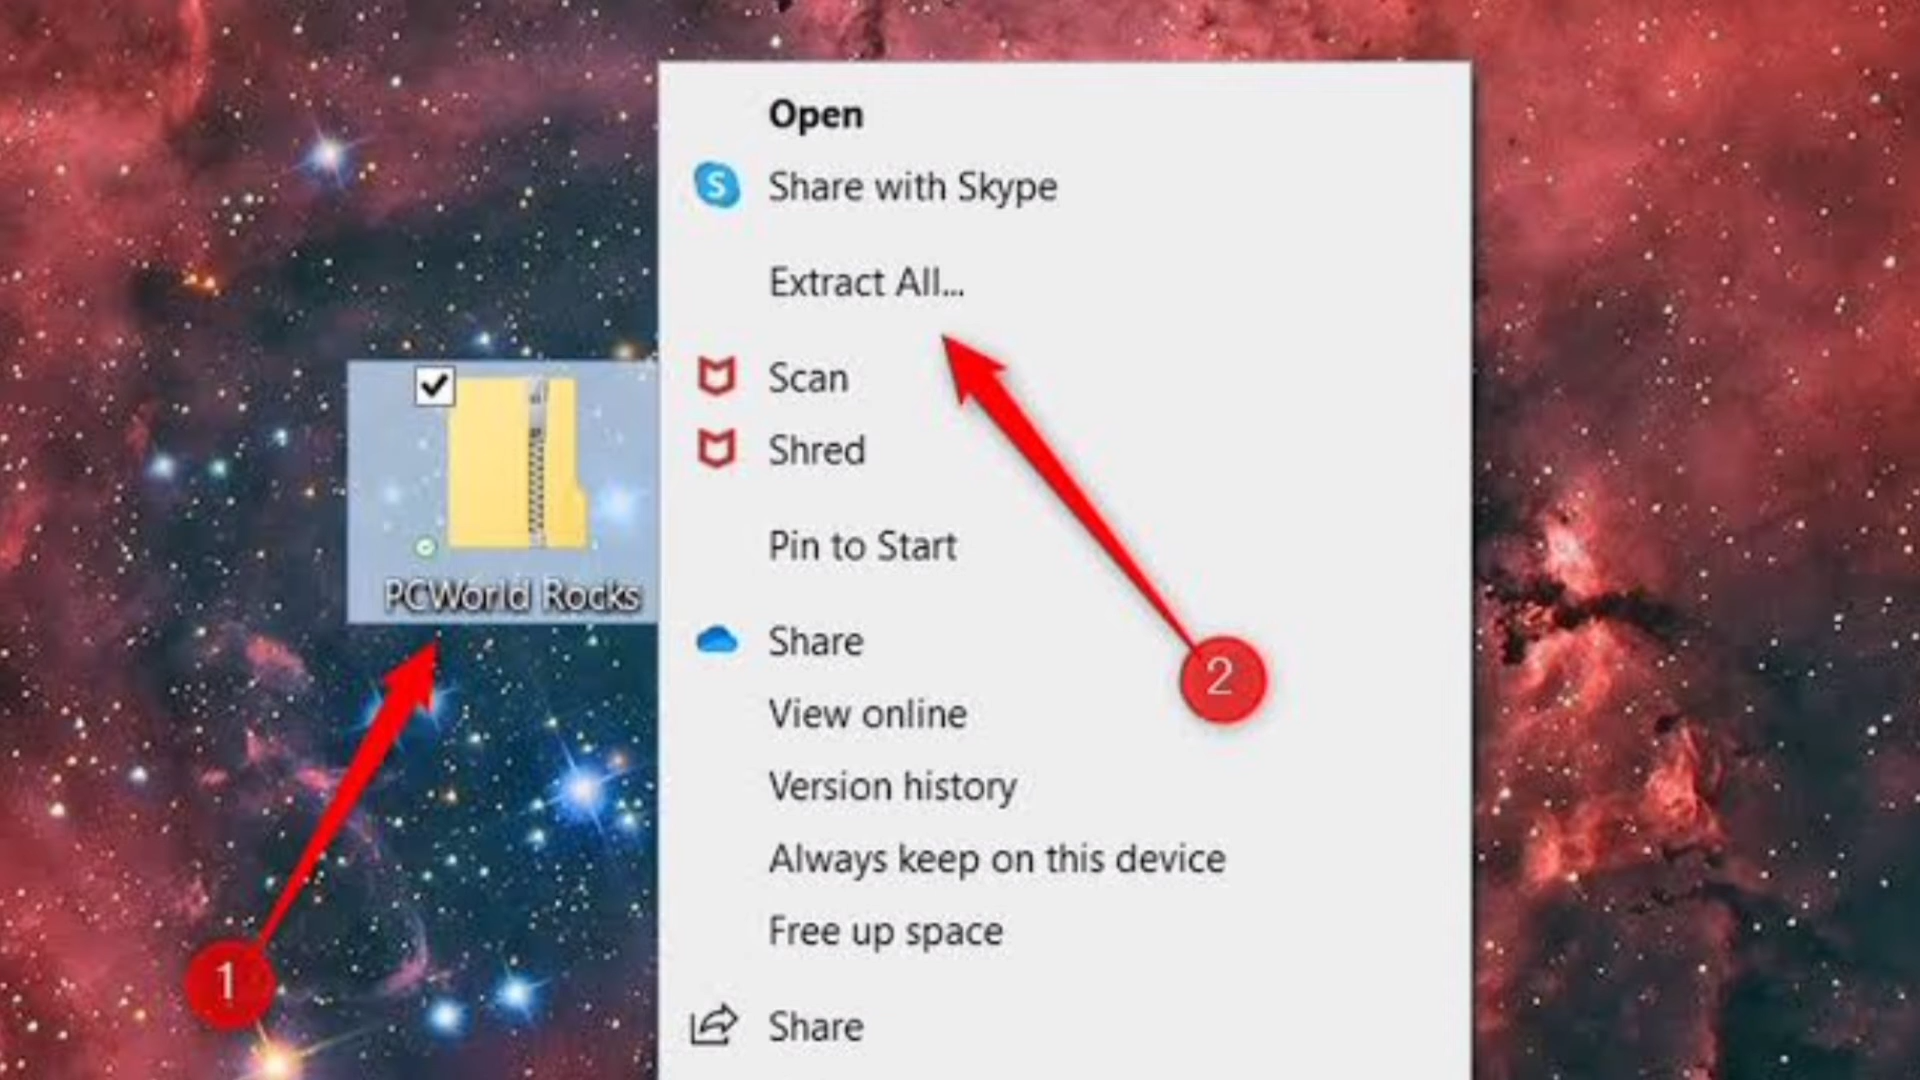 Open
Share with Skype
Extract All...
Scan
Shred
PCWorld Rocks
Pin to Start
Share
View online
2
Version history
Always keep on this device
Free up space
1
Share